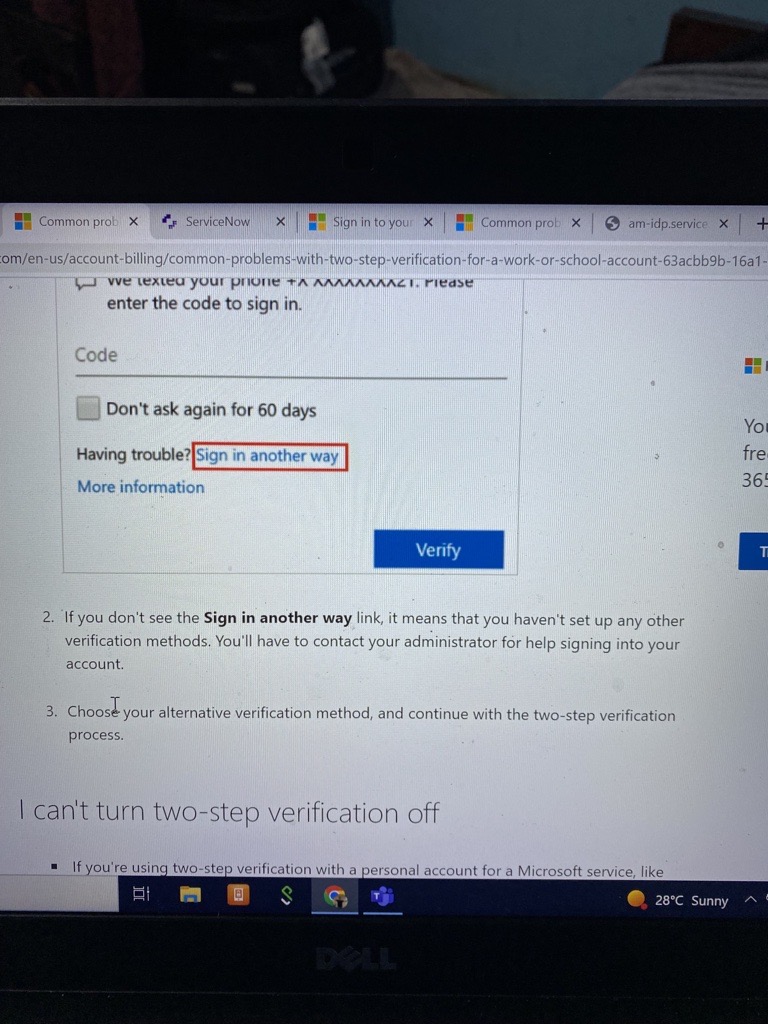 Common prob
ServiceNow
Sign in to your
Common prob
am-idp.service
om/en-us/account-billing/common-problems-with-two-step-verification-for-a-work-or-school-account-63acbb9b-16a1-
We texted your phone +X XXXXXXXX21. Please
enter the code to sign in.
Code
Don't ask again for 60 days
Having trouble? Sign in another way
More information
Verify
You
fre
365
T
2. If you don't see the Sign in another way link, it means that you haven't set up any other
verification methods. You'll have to contact your administrator for help signing into your
account.
3. Choose your alternative verification method, and continue with the two-step verification
process.
I can't turn two-step verification off
▪ If you're using two-step verification with a personal account for a Microsoft service, like
28°C Sunny
DELL